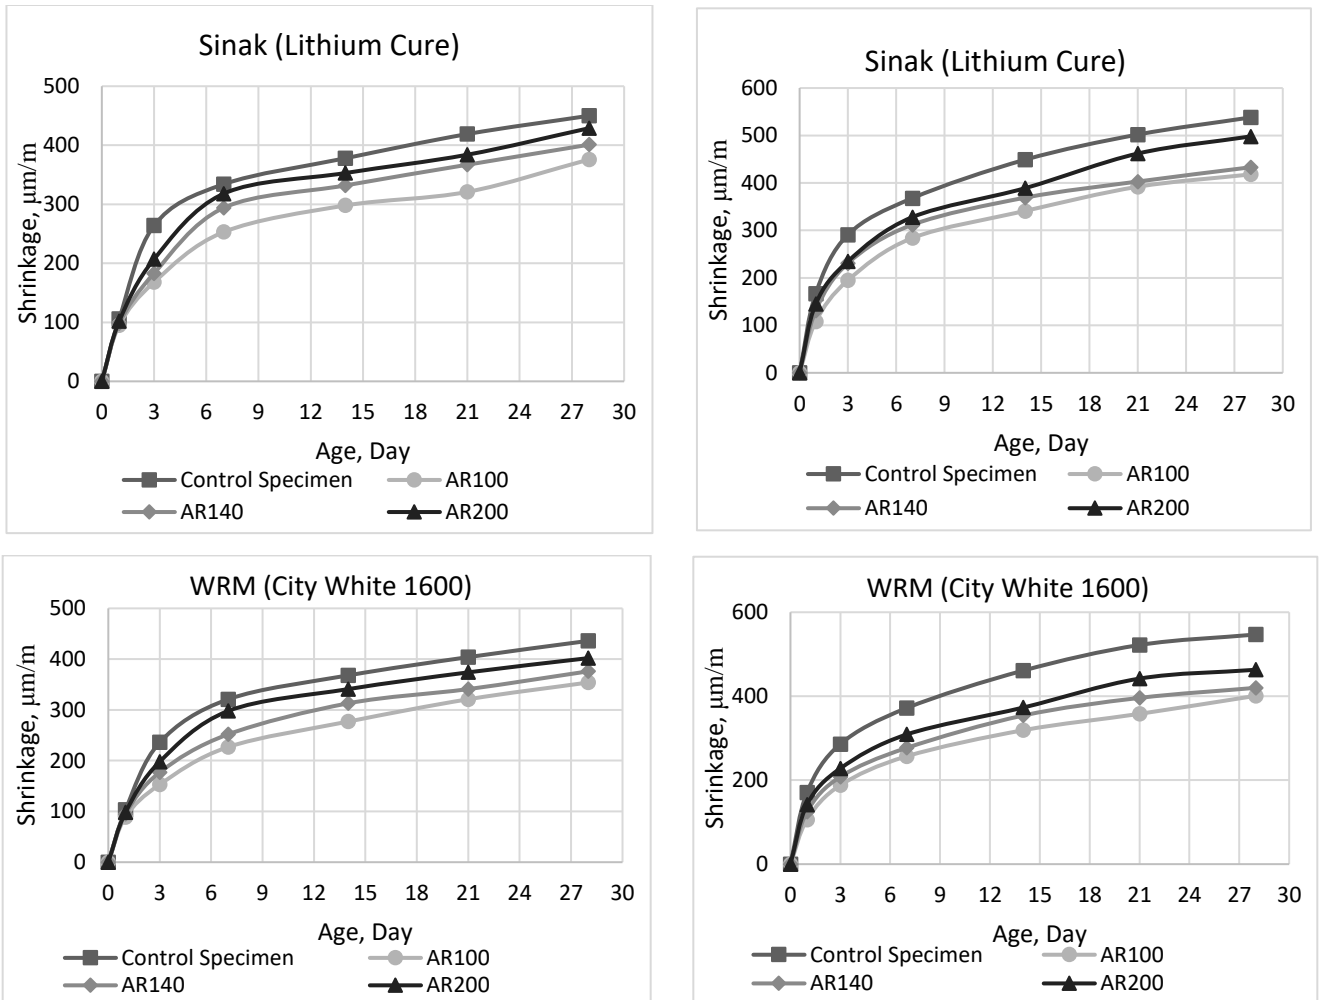 Sinak (Lithium Cure)
500
400
300
200
100
0
Shrinkage, µm/m
0 3 6 9 12 15 18 21 24 27 30
Age, Day
Control Specimen AR100
AR140 AR200
Sinak (Lithium Cure)
600
500
400
300
200
100
0
Shrinkage, µm/m
0 3 6 9 12 15 18 21 24 27 30
Age, Day
Control Specimen AR100
AR140 AR200
WRM (City White 1600)
500
400
300
200
100
0
Shrinkage, µm/m
0 3 6 9 12 15 18 21 24 27 30
Age, Day
Control Specimen AR100
AR140 AR200
WRM (City White 1600)
600
400
200
0
Shrinkage, µm/m
0 3 6 9 12 15 18 21 24 27 30
Age, Day
Control Specimen AR100
AR140 AR200